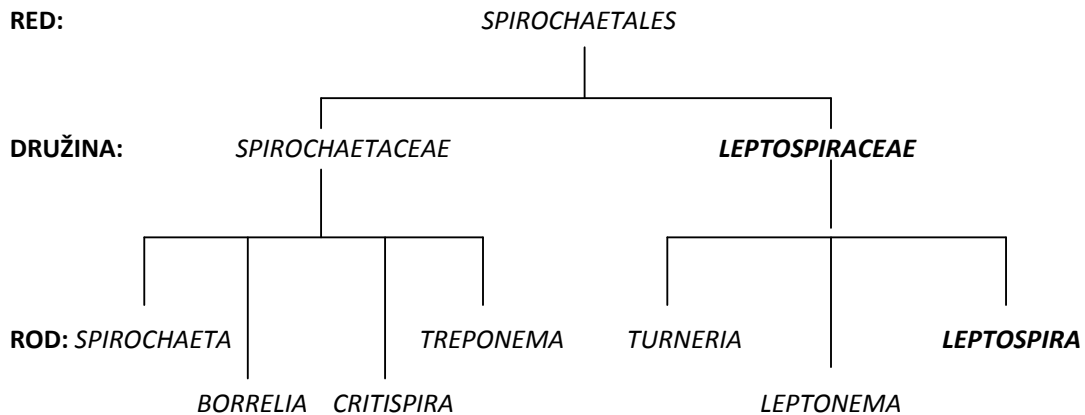 RED: SPIROCHAETALES
DRUŽINA: SPIROCHAETACEAE LEPTOSPIRACEAE
ROD: SPIROCHAETA TREPONEMA TURNERIA LEPTOSPIRA
BORRELIA CRITISPIRA LEPTONEMA